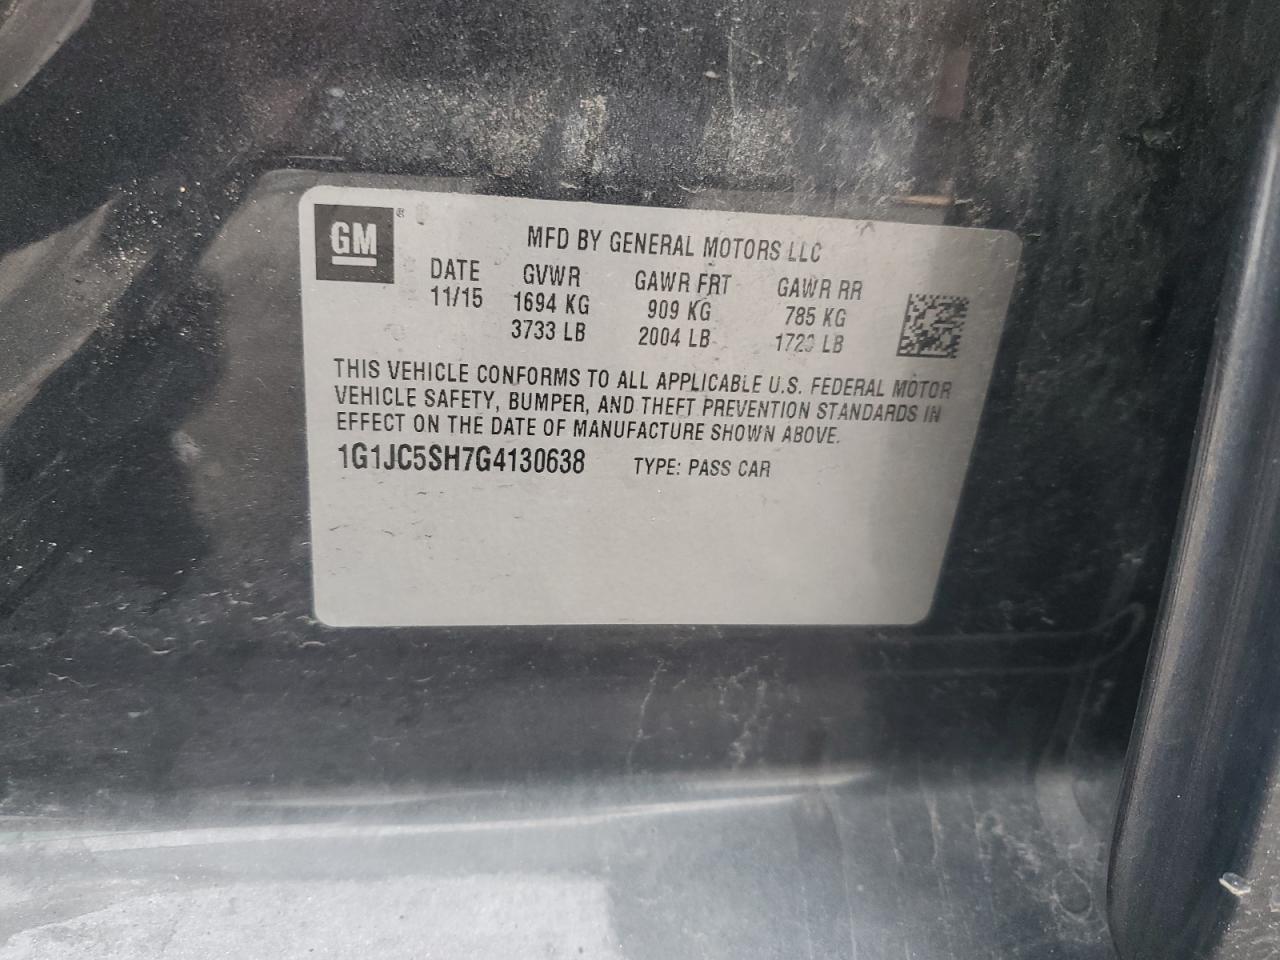 GM ®
MFD BY GENERAL MOTORS LLC
DATE GVWR GAWR FRT GAWR RR
11/15 1694 KG 909 KG 785 KG
3733 LB 2004 LB LB
THIS VEHICLE CONFORMS TO ALL APPLICABLE U.S. FEDERAL MOTOR
VEHICLE SAFETY, BUMPER, AND THEFT PREVENTION STANDARDS IN
EFFECT ON THE DATE OF MANUFACTURE SHOWN ABOVE.
1G1JC5SH7G4130638 TYPE: PASS CAR